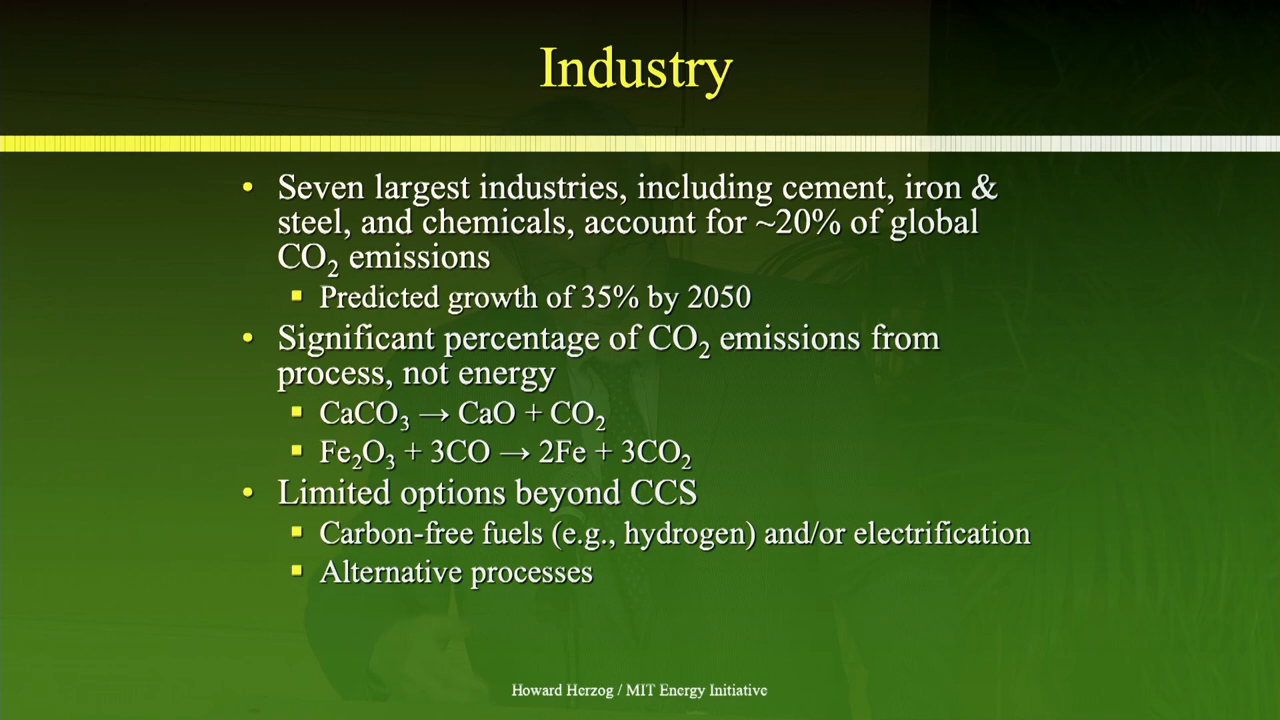 Industry
• Seven largest industries, including cement, iron &
steel, and chemicals, account for ~20% of global
CO₂ emissions
▪ Predicted growth of 35% by 2050
• Significant percentage of CO₂ emissions from
process, not energy
▪ CaCO₃ → CaO + CO₂
▪ Fe₂O₃ + 3CO → 2Fe + 3CO₂
• Limited options beyond CCS
▪ Carbon-free fuels (e.g., hydrogen) and/or electrification
▪ Alternative processes
Howard Herzog / MIT Energy Initiative